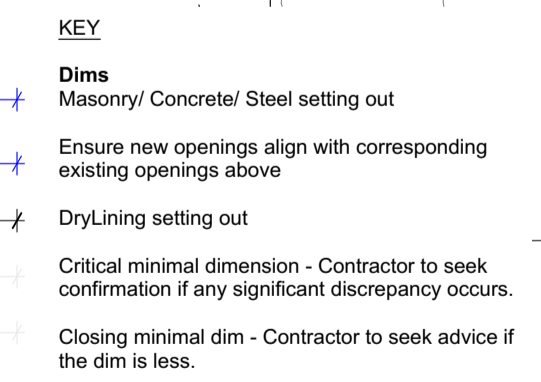 KEY
Dims
Masonry/ Concrete/ Steel setting out
Ensure new openings align with corresponding
existing openings above
DryLining setting out
Critical minimal dimension - Contractor to seek
confirmation if any significant discrepancy occurs.
Closing minimal dim - Contractor to seek advice if
the dim is less.